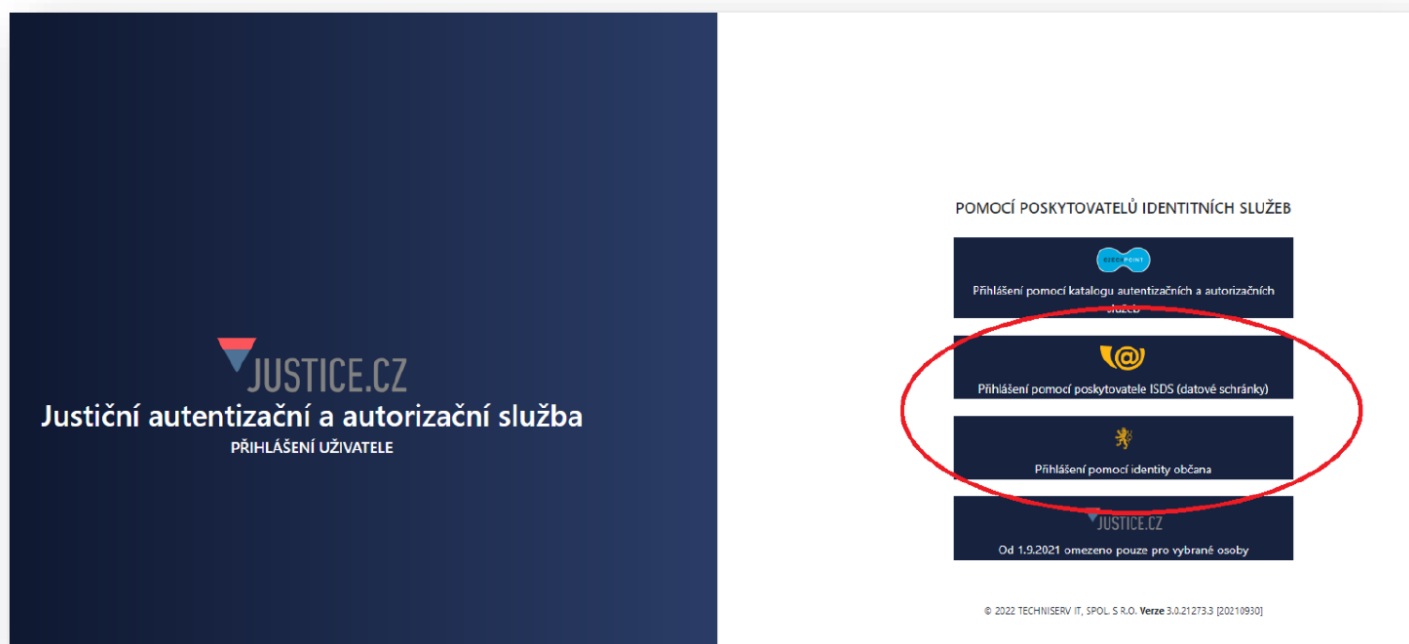 JUSTICE.CZ
Justiční autentizační a autorizační služba
PŘIHLÁŠENÍ UŽIVATELE
POMOCÍ POSKYTOVATELŮ IDENTITNÍCH SLUŽEB
CZECH POINT
Přihlášení pomocí katalogu autentizačních a autorizačních
služeb
Přihlášení pomocí poskytovatele ISDS (datové schránky)
Přihlášení pomocí identity občana
JUSTICE.CZ
Od 1.9.2021 omezeno pouze pro vybrané osoby
© 2022 TECHNISERV IT, SPOL. S R.O. Verze 3.0.21273.3 [20210930]